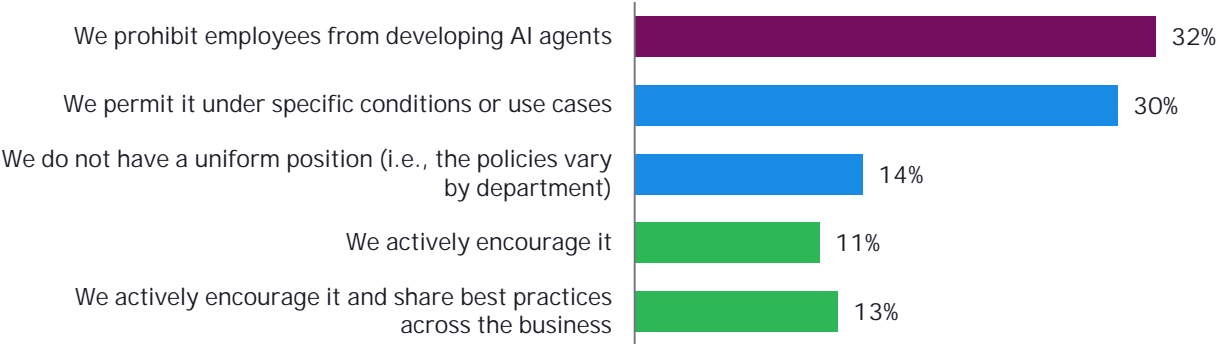 We prohibit employees from developing AI agents
32%
We permit it under specific conditions or use cases
30%
We do not have a uniform position (i.e., the policies vary
by department)
14%
We actively encourage it
11%
We actively encourage it and share best practices
across the business
13%